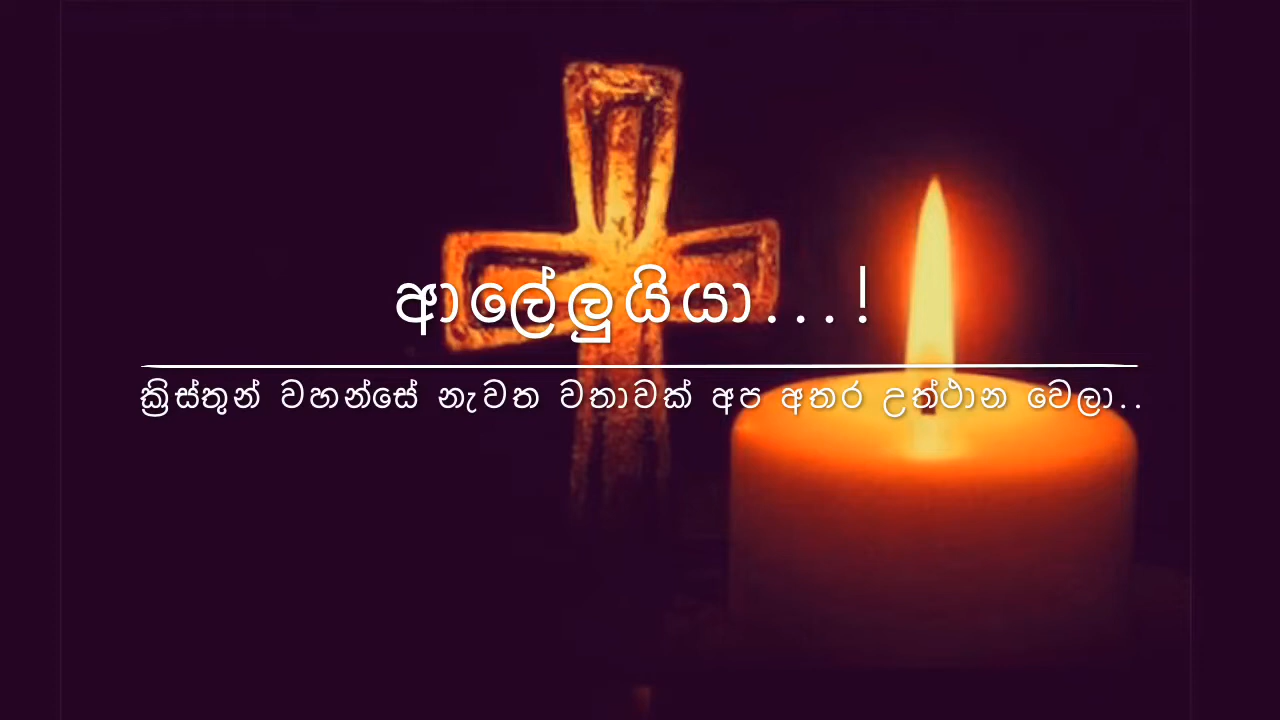 ආලේලුයියා...!
ක්‍රිස්තුන් වහන්සේ නැවත වතාවක් අප අතර උත්ථාන වෙලා..